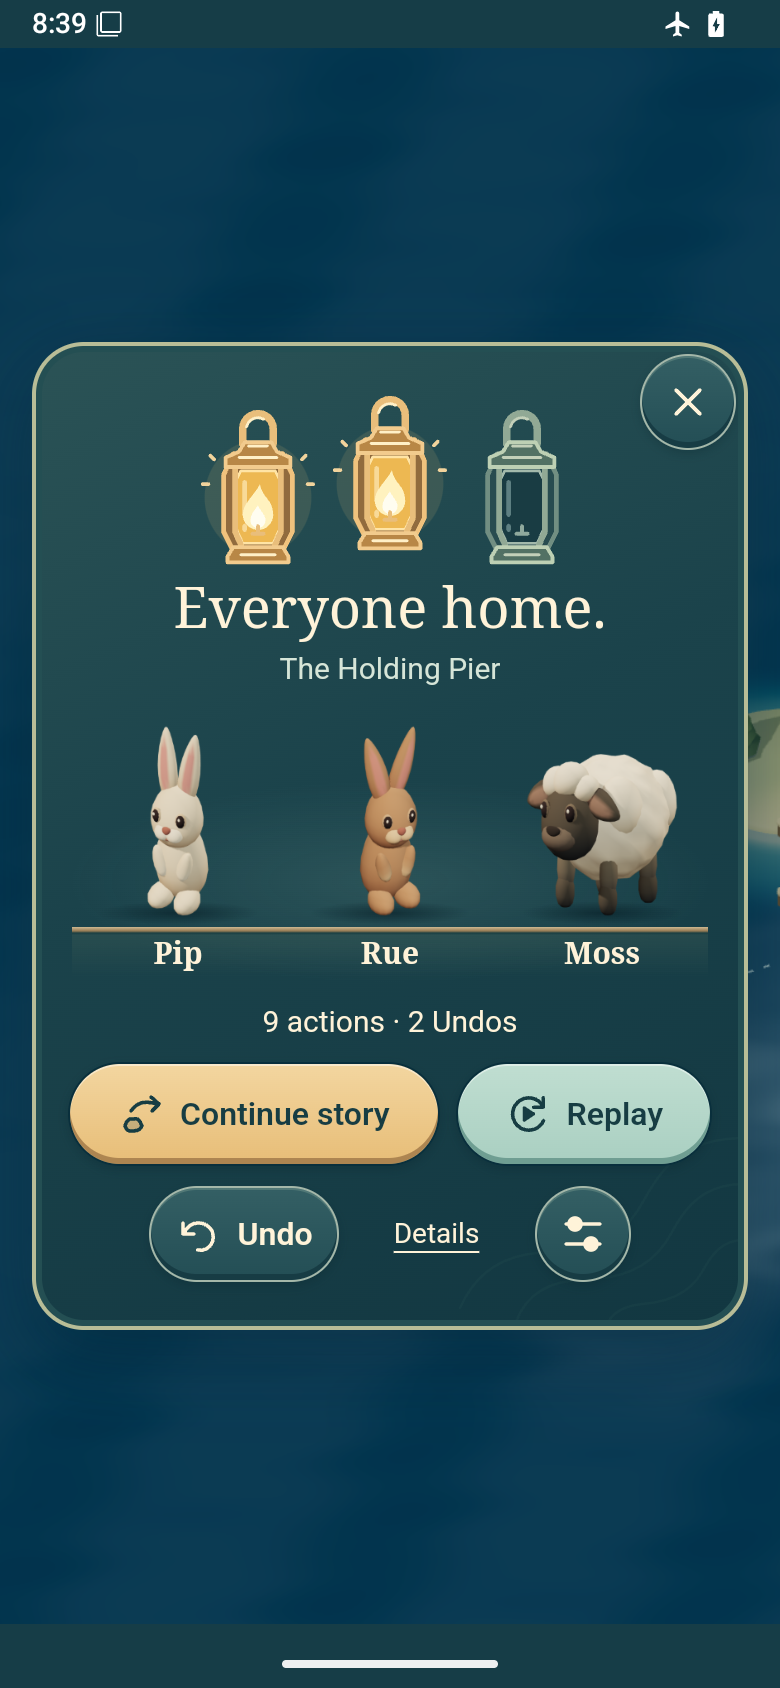 8:39
Everyone home.
The Holding Pier
Pip Rue Moss
9 actions · 2 Undos
Continue story Replay
Undo Details